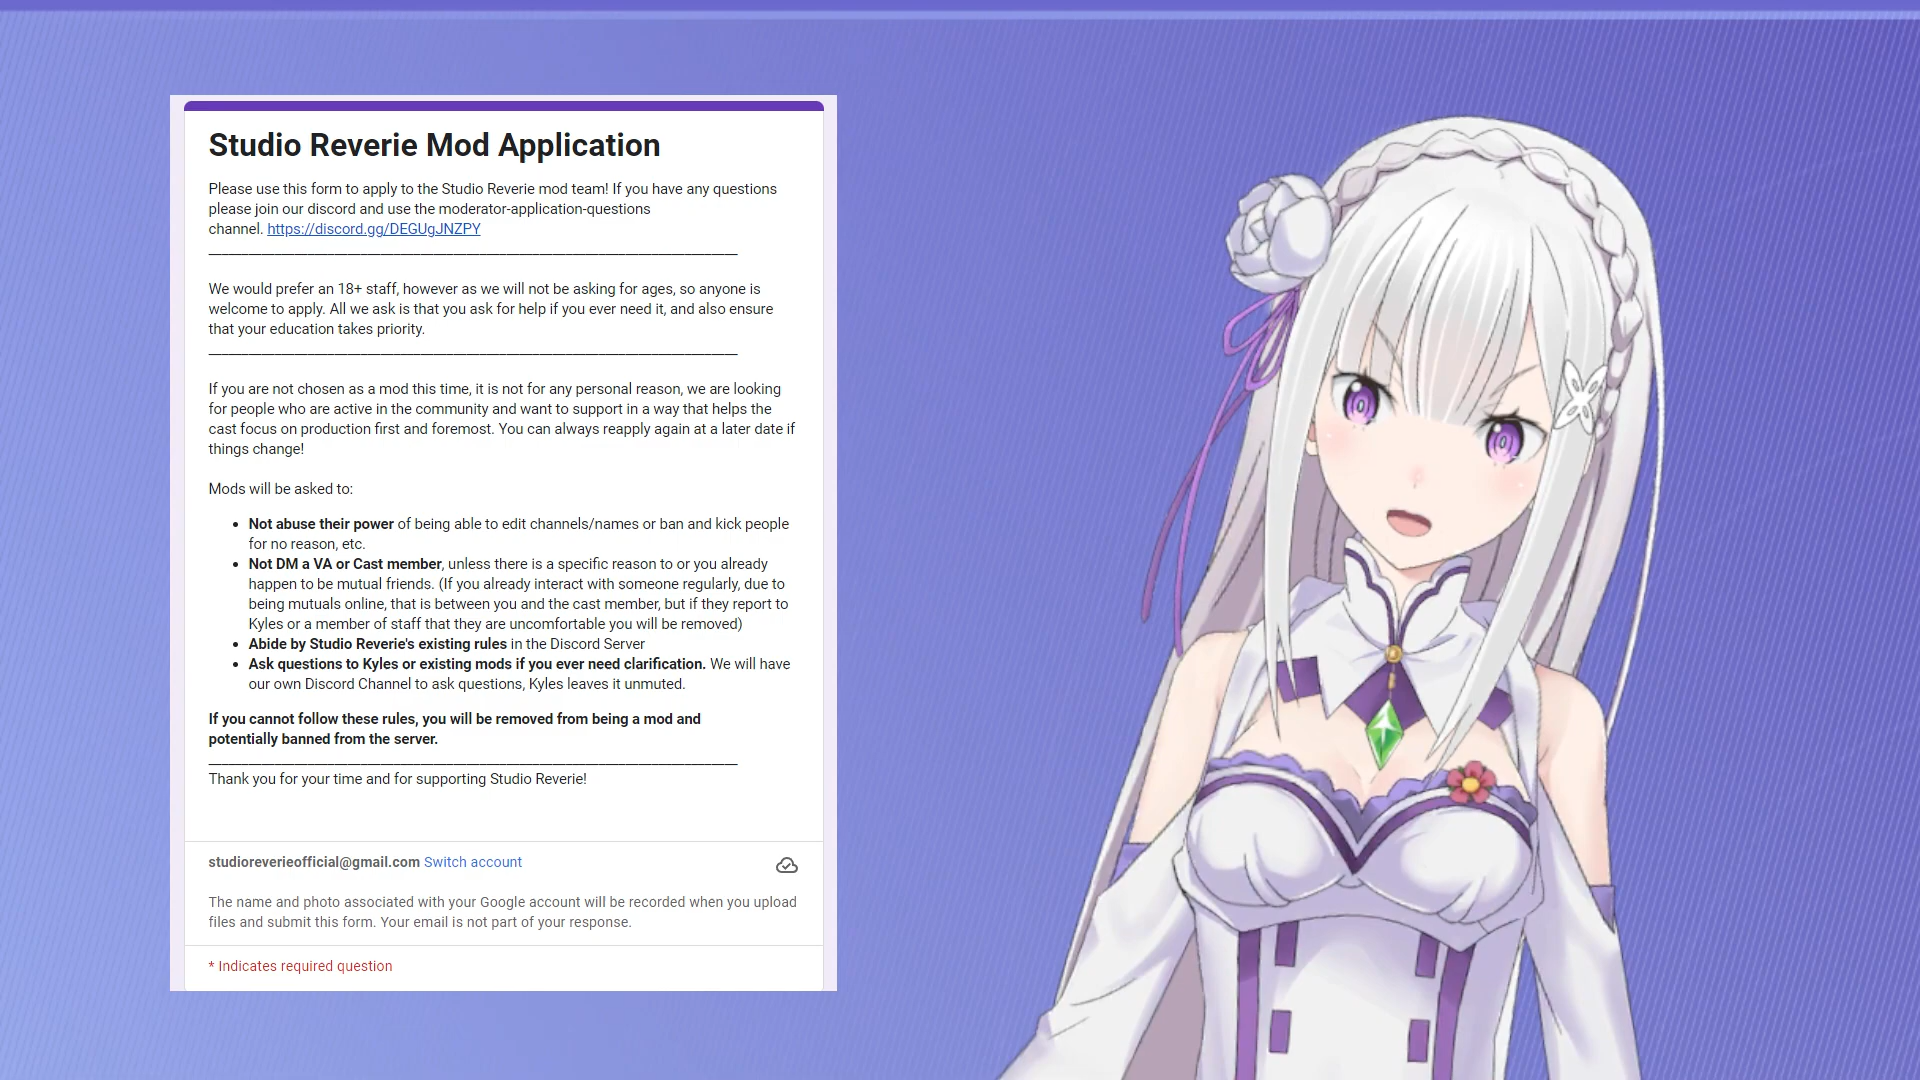 Studio Reverie Mod Application
Please use this form to apply to the Studio Reverie mod team! If you have any questions
please join our discord and use the moderator-application-questions
channel. https://discord.gg/DEGUgJNZPY
We would prefer an 18+ staff, however as we will not be asking for ages, so anyone is
welcome to apply. All we ask is that you ask for help if you ever need it, and also ensure
that your education takes priority.
If you are not chosen as a mod this time, it is not for any personal reason, we are looking
for people who are active in the community and want to support in a way that helps the
cast focus on production first and foremost. You can always reapply again at a later date if
things change!
Mods will be asked to:
• Not abuse their power of being able to edit channels/names or ban and kick people
for no reason, etc.
• Not DM a VA or Cast member, unless there is a specific reason to or you already
happen to be mutual friends. (If you already interact with someone regularly, due to
being mutuals online, that is between you and the cast member, but if they report to
Kyles or a member of staff that they are uncomfortable you will be removed)
• Abide by Studio Reverie's existing rules in the Discord Server
• Ask questions to Kyles or existing mods if you ever need clarification. We will have
our own Discord Channel to ask questions, Kyles leaves it unmuted.
If you cannot follow these rules, you will be removed from being a mod and
potentially banned from the server.
Thank you for your time and for supporting Studio Reverie!
studioreverieofficial@gmail.com Switch account
The name and photo associated with your Google account will be recorded when you upload
files and submit this form. Your email is not part of your response.
* Indicates required question